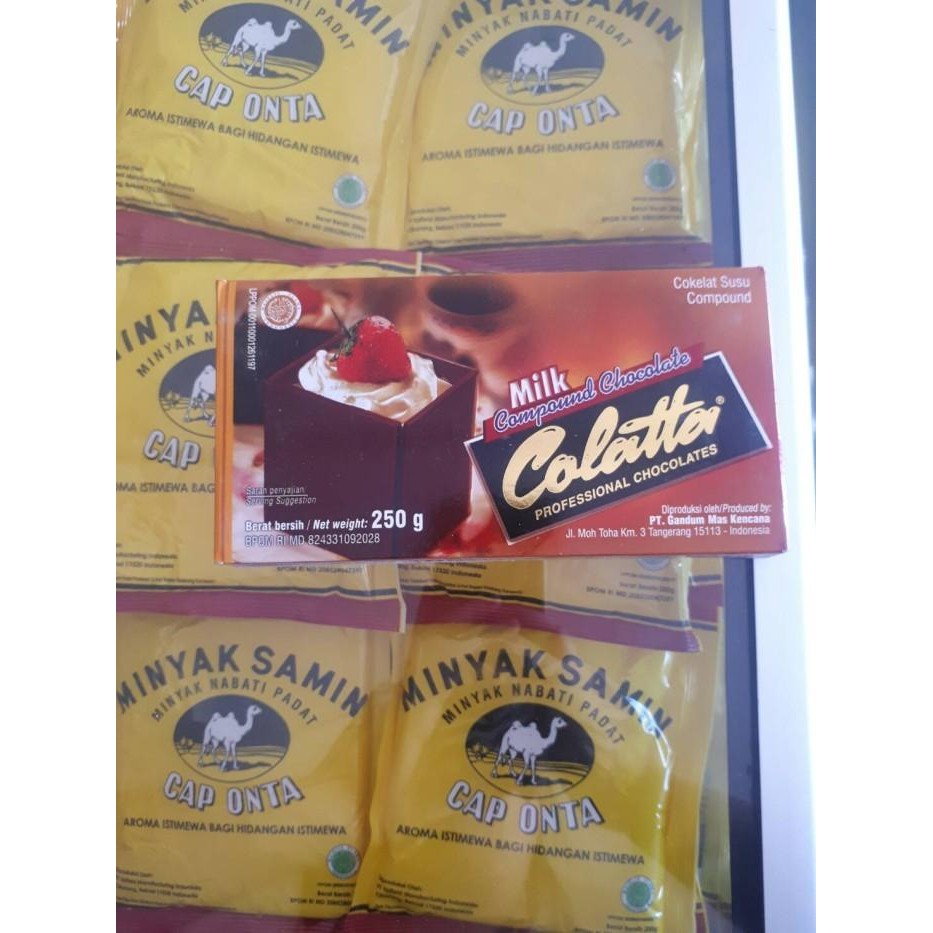 MINYAK SAMIN
MINYAK NABATI PADAT
CAP ONTA
AROMA ISTIMEWA BAGI HIDANGAN ISTIMEWA
MINYAK SAMIN
MINYAK NABATI PADAT
CAP ONTA
AROMA ISTIMEWA BAGI HIDANGAN ISTIMEWA
Cokelat Susu
Compound
LPPOM 00110001261197
Milk
Compound Chocolate
Colatta®
PROFESSIONAL CHOCOLATES
Saran penyajian
Serving Suggestion
Berat bersih / Net weight: 250 g
BPOM RI MD 824331092028
Diproduksi oleh/Produced by:
PT. Gandum Mas Kencana
Jl. Moh Toha Km. 3 Tangerang 15113 - Indonesia
INYA
MINYAK N
CAP
MA ISTIMEWA B
MINYAK SAMIN
MINYAK NABATI PADAT
CAP ONTA
AROMA ISTIMEWA BAGI HIDANGAN ISTIMEWA
MINYAK SAMIN
MINYAK NABATI PADAT
CAP ONTA
AROMA ISTIMEWA BAGI HIDANGAN ISTIMEWA